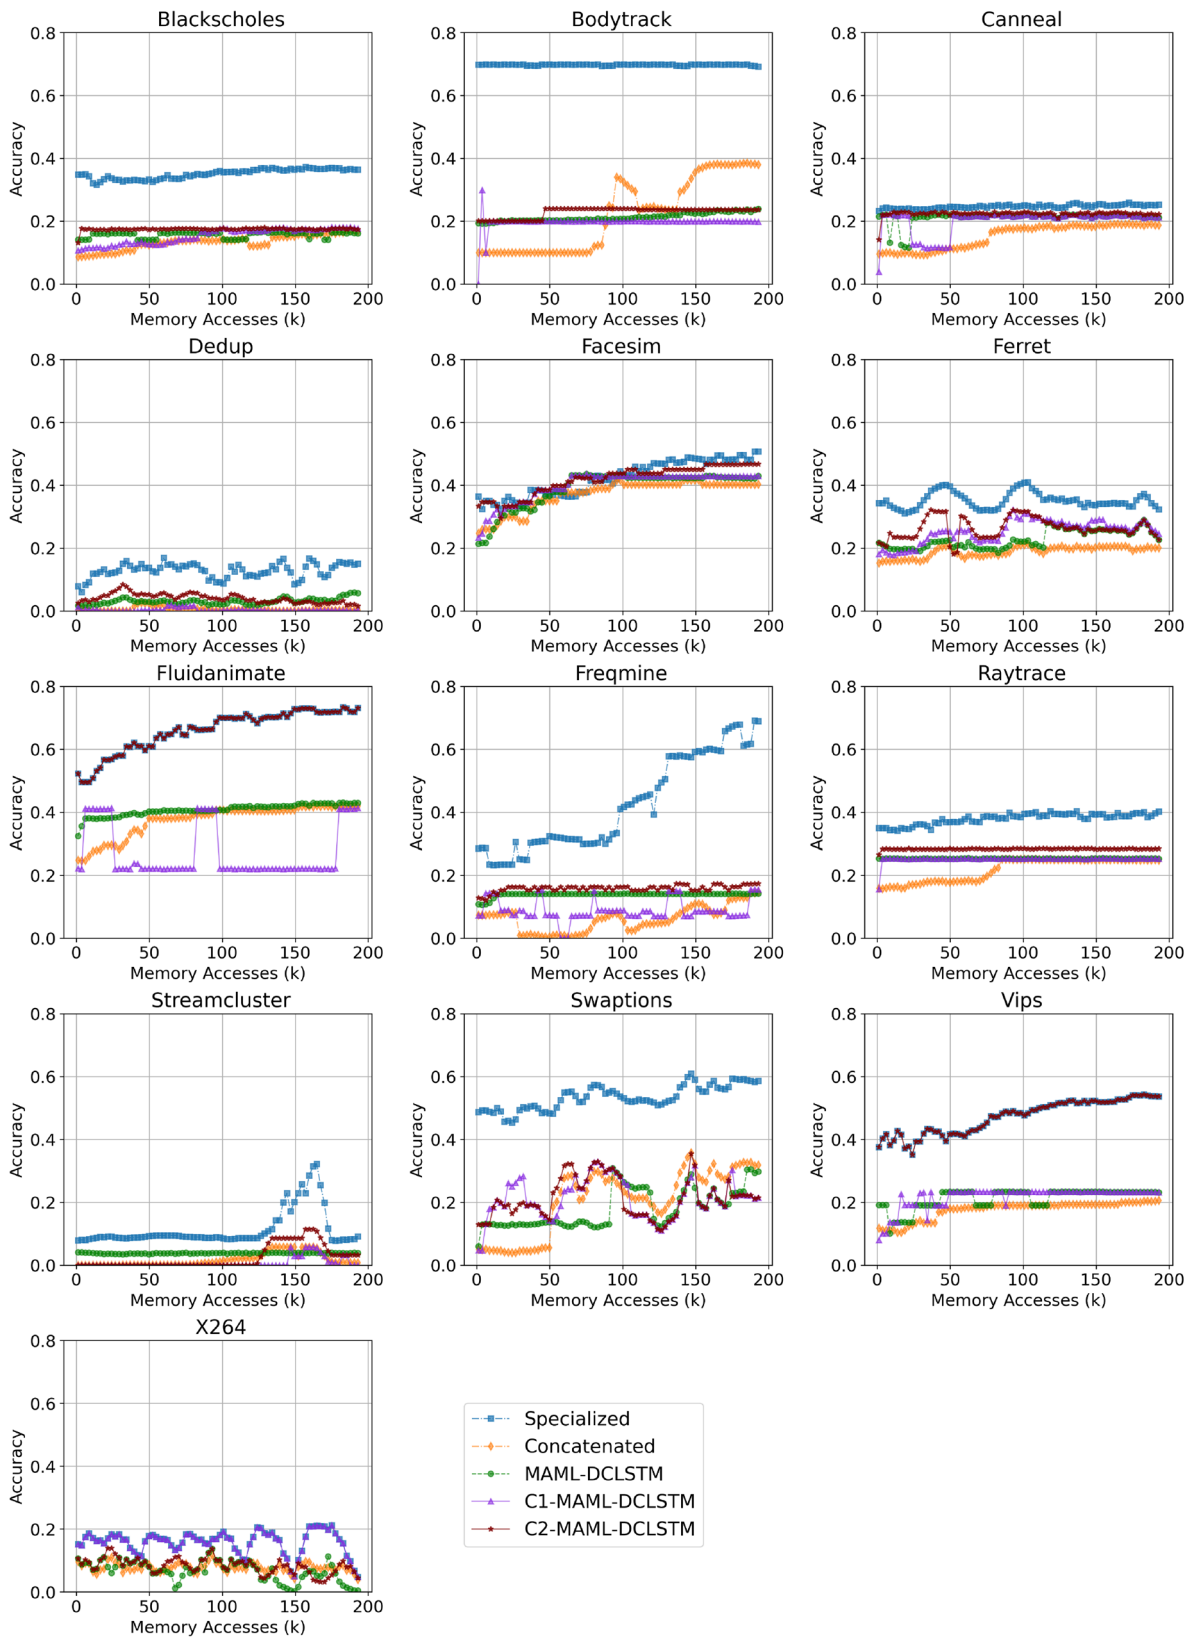 Blackscholes
Accuracy
0.8
0.6
0.4
0.2
0.0
0 50 100 150 200
Memory Accesses (k)
Bodytrack
Accuracy
0.8
0.6
0.4
0.2
0.0
0 50 100 150 200
Memory Accesses (k)
Canneal
Accuracy
0.8
0.6
0.4
0.2
0.0
0 50 100 150 200
Memory Accesses (k)
Dedup
Accuracy
0.8
0.6
0.4
0.2
0.0
0 50 100 150 200
Memory Accesses (k)
Facesim
Accuracy
0.8
0.6
0.4
0.2
0.0
0 50 100 150 200
Memory Accesses (k)
Ferret
Accuracy
0.8
0.6
0.4
0.2
0.0
0 50 100 150 200
Memory Accesses (k)
Fluidanimate
Accuracy
0.8
0.6
0.4
0.2
0.0
0 50 100 150 200
Memory Accesses (k)
Freqmine
Accuracy
0.8
0.6
0.4
0.2
0.0
0 50 100 150 200
Memory Accesses (k)
Raytrace
Accuracy
0.8
0.6
0.4
0.2
0.0
0 50 100 150 200
Memory Accesses (k)
Streamcluster
Accuracy
0.8
0.6
0.4
0.2
0.0
0 50 100 150 200
Memory Accesses (k)
Swaptions
Accuracy
0.8
0.6
0.4
0.2
0.0
0 50 100 150 200
Memory Accesses (k)
Vips
Accuracy
0.8
0.6
0.4
0.2
0.0
0 50 100 150 200
Memory Accesses (k)
X264
Accuracy
0.8
0.6
0.4
0.2
0.0
0 50 100 150 200
Memory Accesses (k)
Specialized
Concatenated
MAML-DCLSTM
C1-MAML-DCLSTM
C2-MAML-DCLSTM